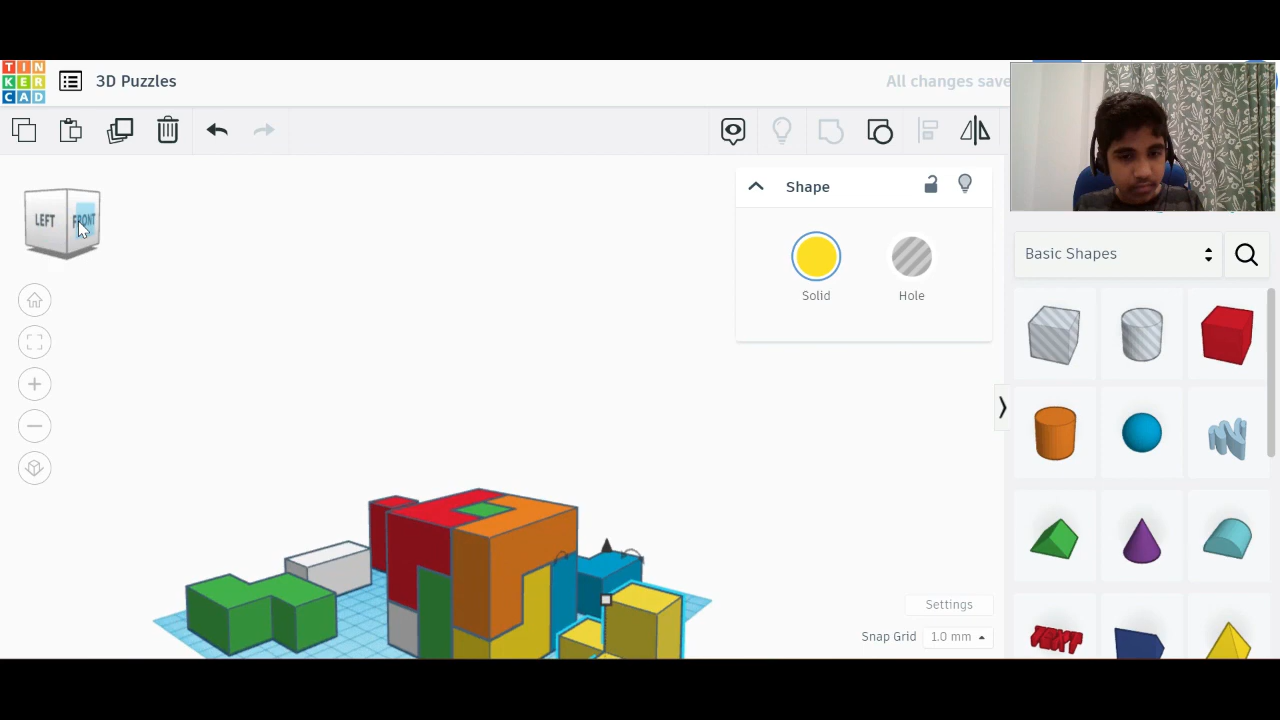 TIN
KER
CAD
3D Puzzles
All changes save
LEFT
FRONT
Shape
Solid
Hole
Basic Shapes
TEXT
Settings
Snap Grid
1.0 mm